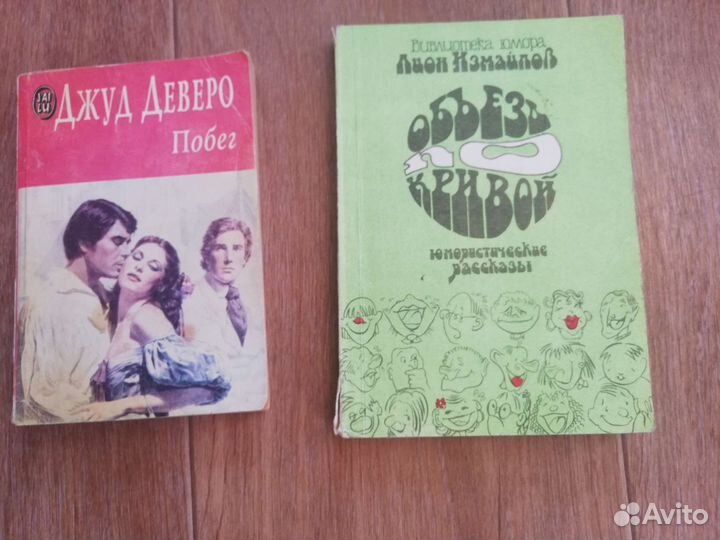 J'AI
LU
ДЖУД ДЕВЕРО
Побег
Библиотека юмора
Лион Измайлов
ОБЪЕЗД
ПО
КРИВОЙ
юмористические
рассказы
Avito